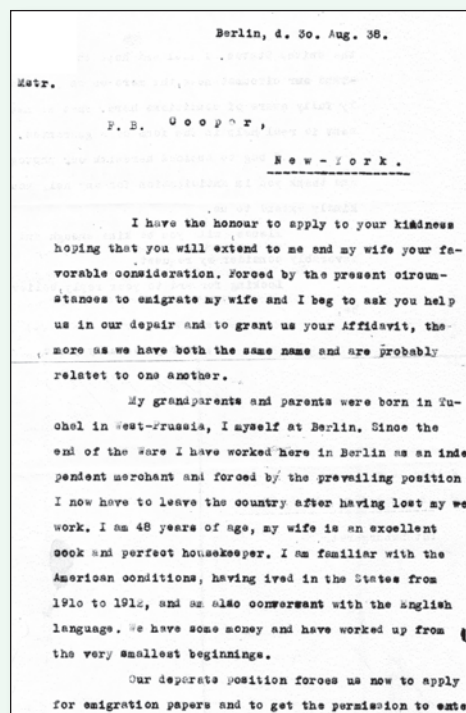 Berlin, d. 3o. Aug. 38.
Mstr.
P. B. Cooper,
New-York.
I have the honour to apply to your kindness
hoping that you will extend to me and my wife your fa-
vorable consideration. Forced by the present circum-
stances to emigrate my wife and I beg to ask you help
us in our depair and to grant us your Affidavit, the
more as we have both the same name and are probably
relatet to one another.
My grandparents and parents were born in Tu-
chel in West-Prussia, I myself at Berlin. Since the
end of the Ware I have worked here in Berlin as an inde
pendent merchant and forced by the prevailing position
I now have to leave the country after having lost my we
work. I am 48 years of age, my wife is an excellent
cook and perfect housekeeper. I am familiar with the
American conditions, having ived in the States from
191o to 1912, and am also conversant with the English
language. We have some money and have worked up from
the very smallest beginnings.
Our deparate position forces us now to apply
for emigration papers and to get the permission to ente